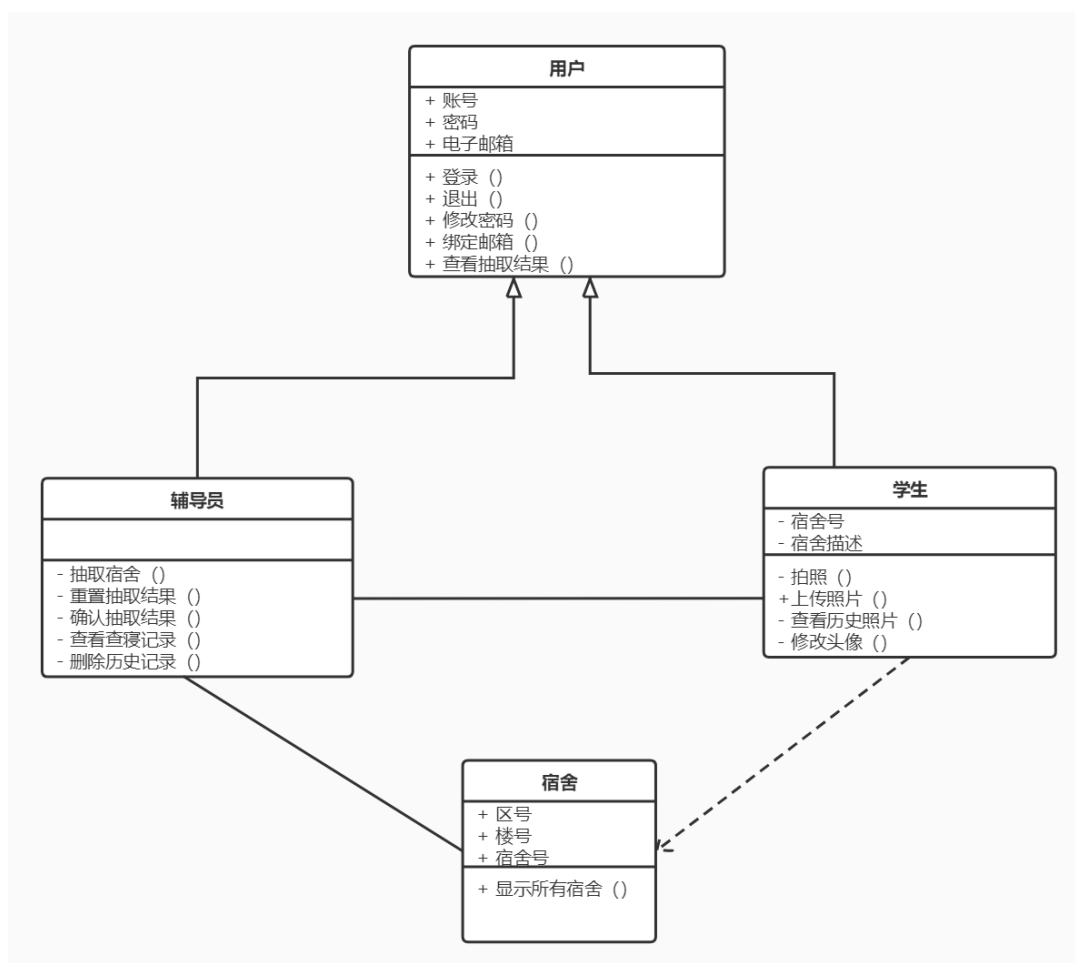 用户
+ 账号
+ 密码
+ 电子邮箱
+ 登录（）
+ 退出（）
+ 修改密码（）
+ 绑定邮箱（）
+ 查看抽取结果（）
辅导员
- 抽取宿舍（）
- 重置抽取结果（）
- 确认抽取结果（）
- 查看查寝记录（）
- 删除历史记录（）
学生
- 宿舍号
- 宿舍描述
- 拍照（）
+上传照片（）
- 查看历史照片（）
- 修改头像（）
宿舍
+ 区号
+ 楼号
+ 宿舍号
+ 显示所有宿舍（）